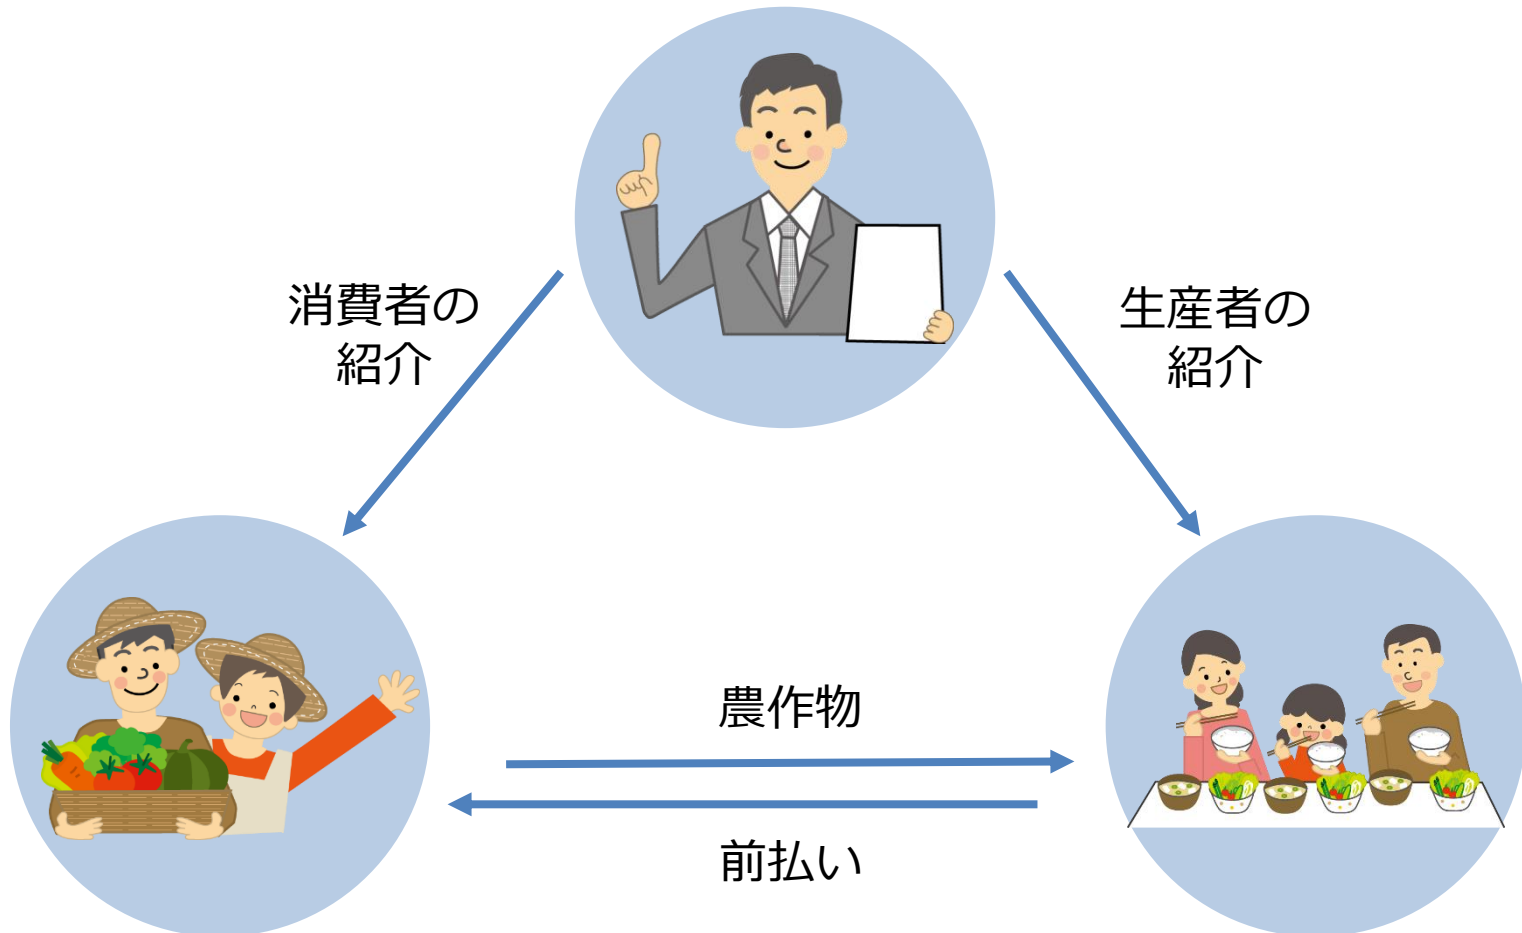 消費者の
紹介
生産者の
紹介
農作物
前払い